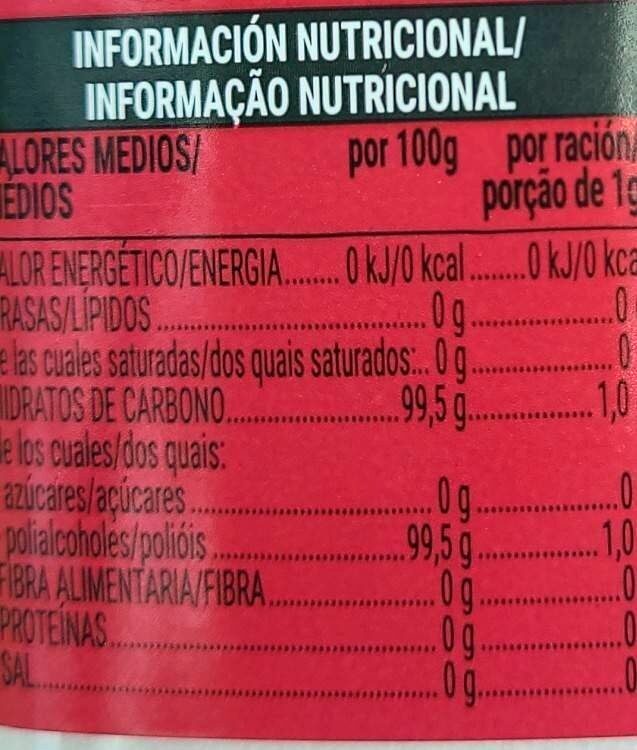 INFORMACIÓN NUTRICIONAL/
INFORMAÇÃO NUTRICIONAL
ALORES MEDIOS/ por 100g por ración/
ÉDIOS porção de 1g
ALOR ENERGÉTICO/ENERGIA........ 0 kJ/0 kcal ........0 kJ/0 kca
RASAS/LÍPIDOS ........ 0 g ........ 0
e las cuales saturadas/dos quais saturados:.. 0 g ........ 0
IDRATOS DE CARBONO........ 99,5 g........ 1,0
e los cuales/dos quais:
azúcares/açúcares ........ 0 g ........ 0
polialcoholes/polióis ........ 99,5 g ........ 1,0
FIBRA ALIMENTARIA/FIBRA ........ 0 g ........ 0
PROTEÍNAS ........ 0 g ........ 0
SAL........ 0 g........ 0